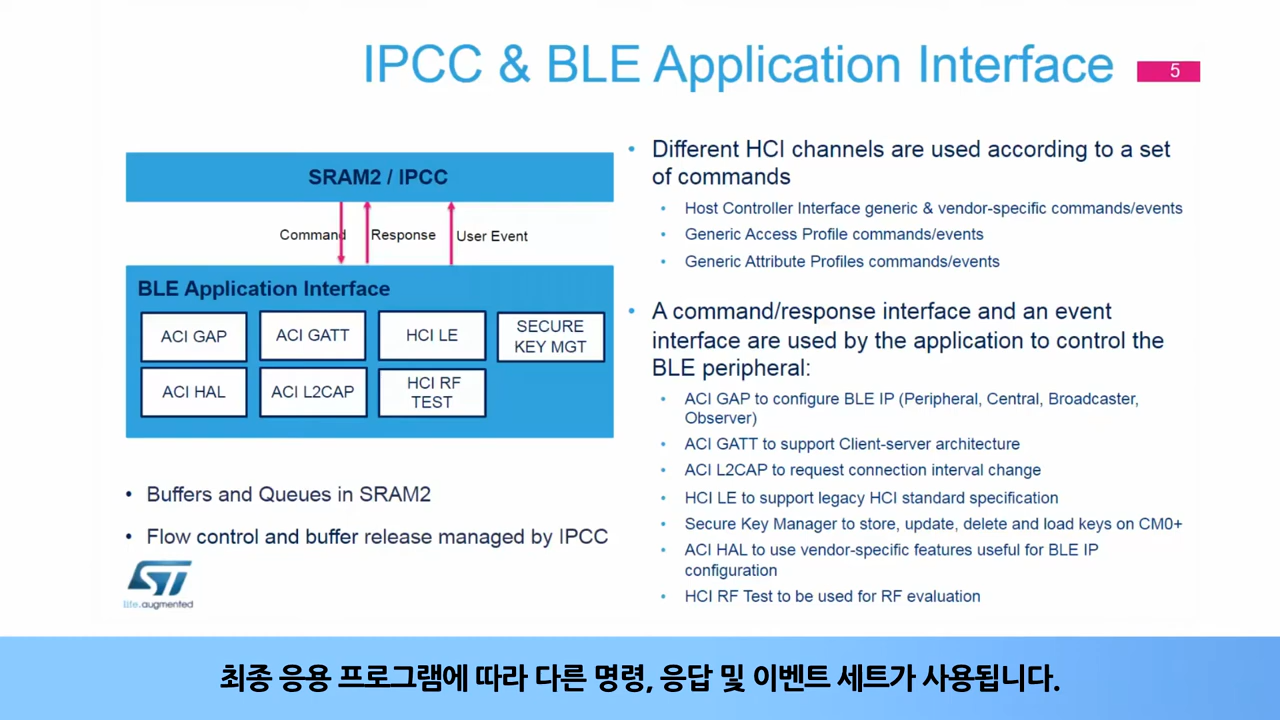 IPCC & BLE Application Interface
5
SRAM2 / IPCC
Command
Response
User Event
BLE Application Interface
ACI GAP
ACI GATT
HCI LE
SECURE
KEY MGT
ACI HAL
ACI L2CAP
HCI RF
TEST
• Buffers and Queues in SRAM2
• Flow control and buffer release managed by IPCC
ST
life.augmented
• Different HCI channels are used according to a set
of commands
• Host Controller Interface generic & vendor-specific commands/events
• Generic Access Profile commands/events
• Generic Attribute Profiles commands/events
• A command/response interface and an event
interface are used by the application to control the
BLE peripheral:
• ACI GAP to configure BLE IP (Peripheral, Central, Broadcaster,
Observer)
• ACI GATT to support Client-server architecture
• ACI L2CAP to request connection interval change
• HCI LE to support legacy HCI standard specification
• Secure Key Manager to store, update, delete and load keys on CM0+
• ACI HAL to use vendor-specific features useful for BLE IP
configuration
• HCI RF Test to be used for RF evaluation
최종 응용 프로그램에 따라 다른 명령, 응답 및 이벤트 세트가 사용됩니다.